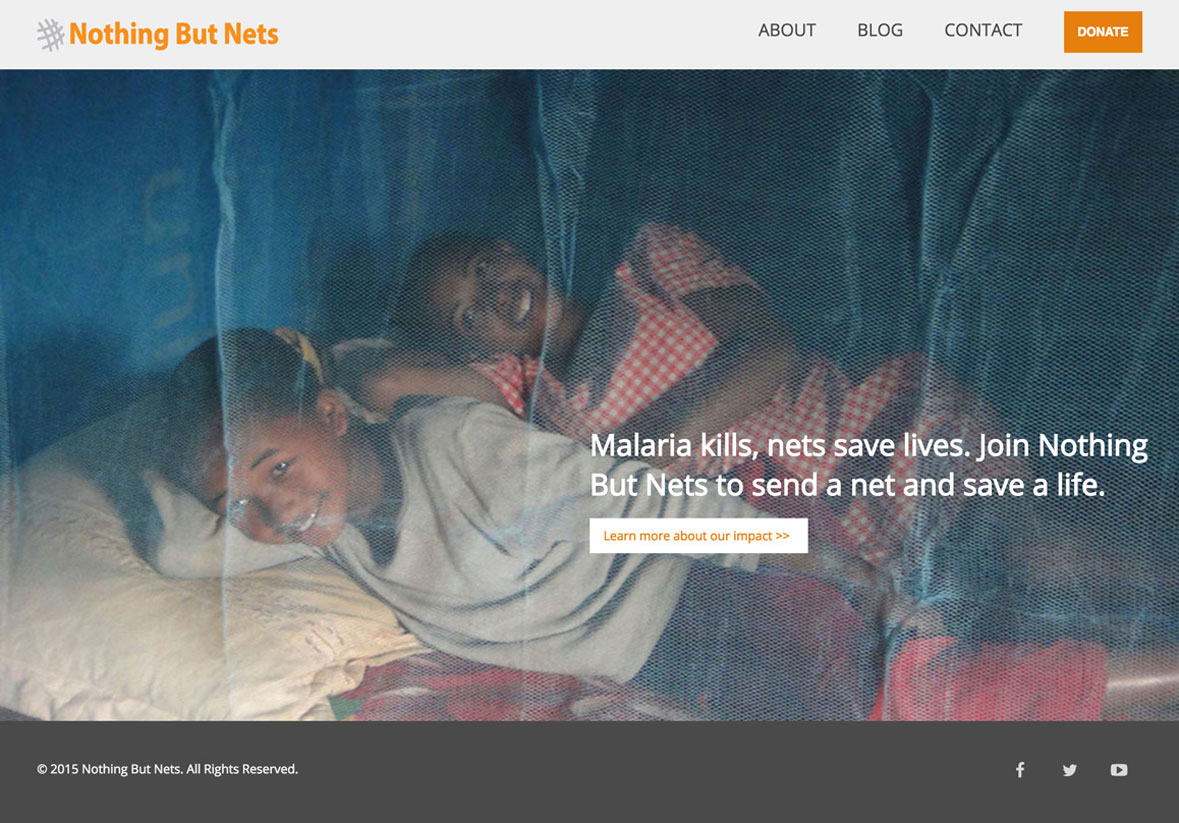 Nothing But Nets
ABOUT
BLOG
CONTACT
DONATE
Malaria kills, nets save lives. Join Nothing
But Nets to send a net and save a life.
Learn more about our impact >>
© 2015 Nothing But Nets. All Rights Reserved.